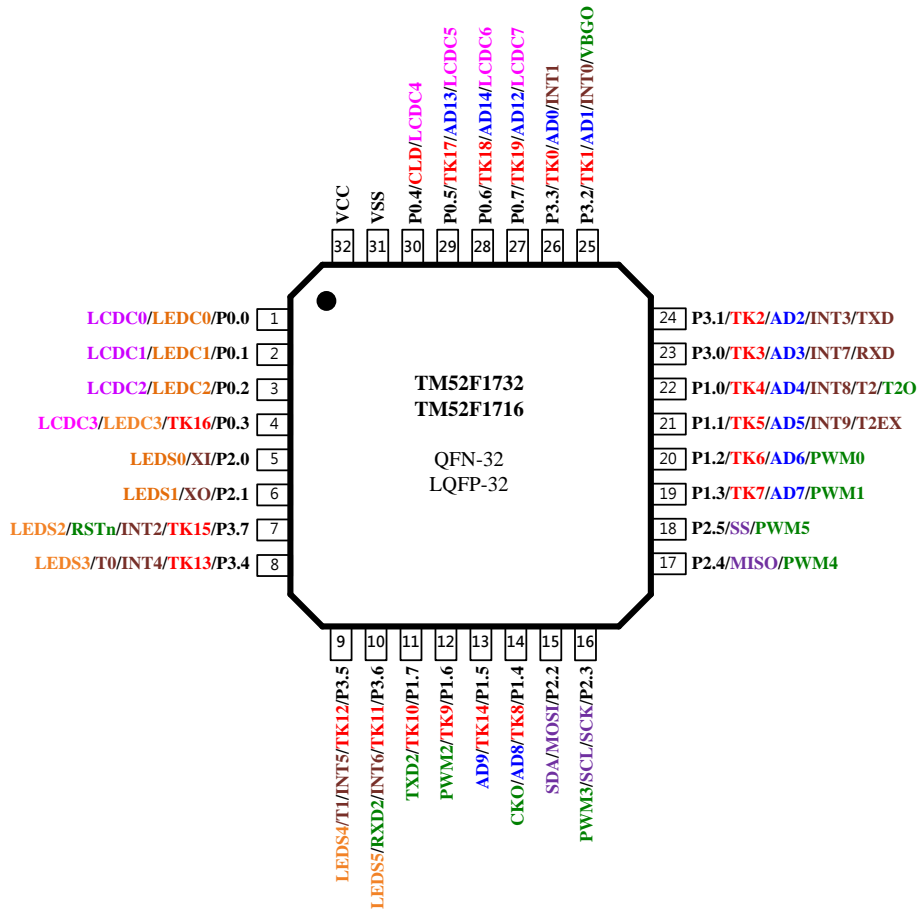 VCC
VSS
P0.4/CLD/LCDC4
P0.5/TK17/AD13/LCDC5
P0.6/TK18/AD14/LCDC6
P0.7/TK19/AD12/LCDC7
P3.3/TK0/AD0/INT1
P3.2/TK1/AD1/INT0/VBGO
32
31
30
29
28
27
26
25
LCDC0/LEDC0/P0.0 1
LCDC1/LEDC1/P0.1 2
LCDC2/LEDC2/P0.2 3
LCDC3/LEDC3/TK16/P0.3 4
LEDS0/XI/P2.0 5
LEDS1/XO/P2.1 6
LEDS2/RSTn/INT2/TK15/P3.7 7
LEDS3/T0/INT4/TK13/P3.4 8
TM52F1732
TM52F1716
QFN-32
LQFP-32
24 P3.1/TK2/AD2/INT3/TXD
23 P3.0/TK3/AD3/INT7/RXD
22 P1.0/TK4/AD4/INT8/T2/T2O
21 P1.1/TK5/AD5/INT9/T2EX
20 P1.2/TK6/AD6/PWM0
19 P1.3/TK7/AD7/PWM1
18 P2.5/SS/PWM5
17 P2.4/MISO/PWM4
9
10
11
12
13
14
15
16
LEDS4/T1/INT5/TK12/P3.5
LEDS5/RXD2/INT6/TK11/P3.6
TXD2/TK10/P1.7
PWM2/TK9/P1.6
AD9/TK14/P1.5
CKO/AD8/TK8/P1.4
SDA/MOSI/P2.2
PWM3/SCL/SCK/P2.3